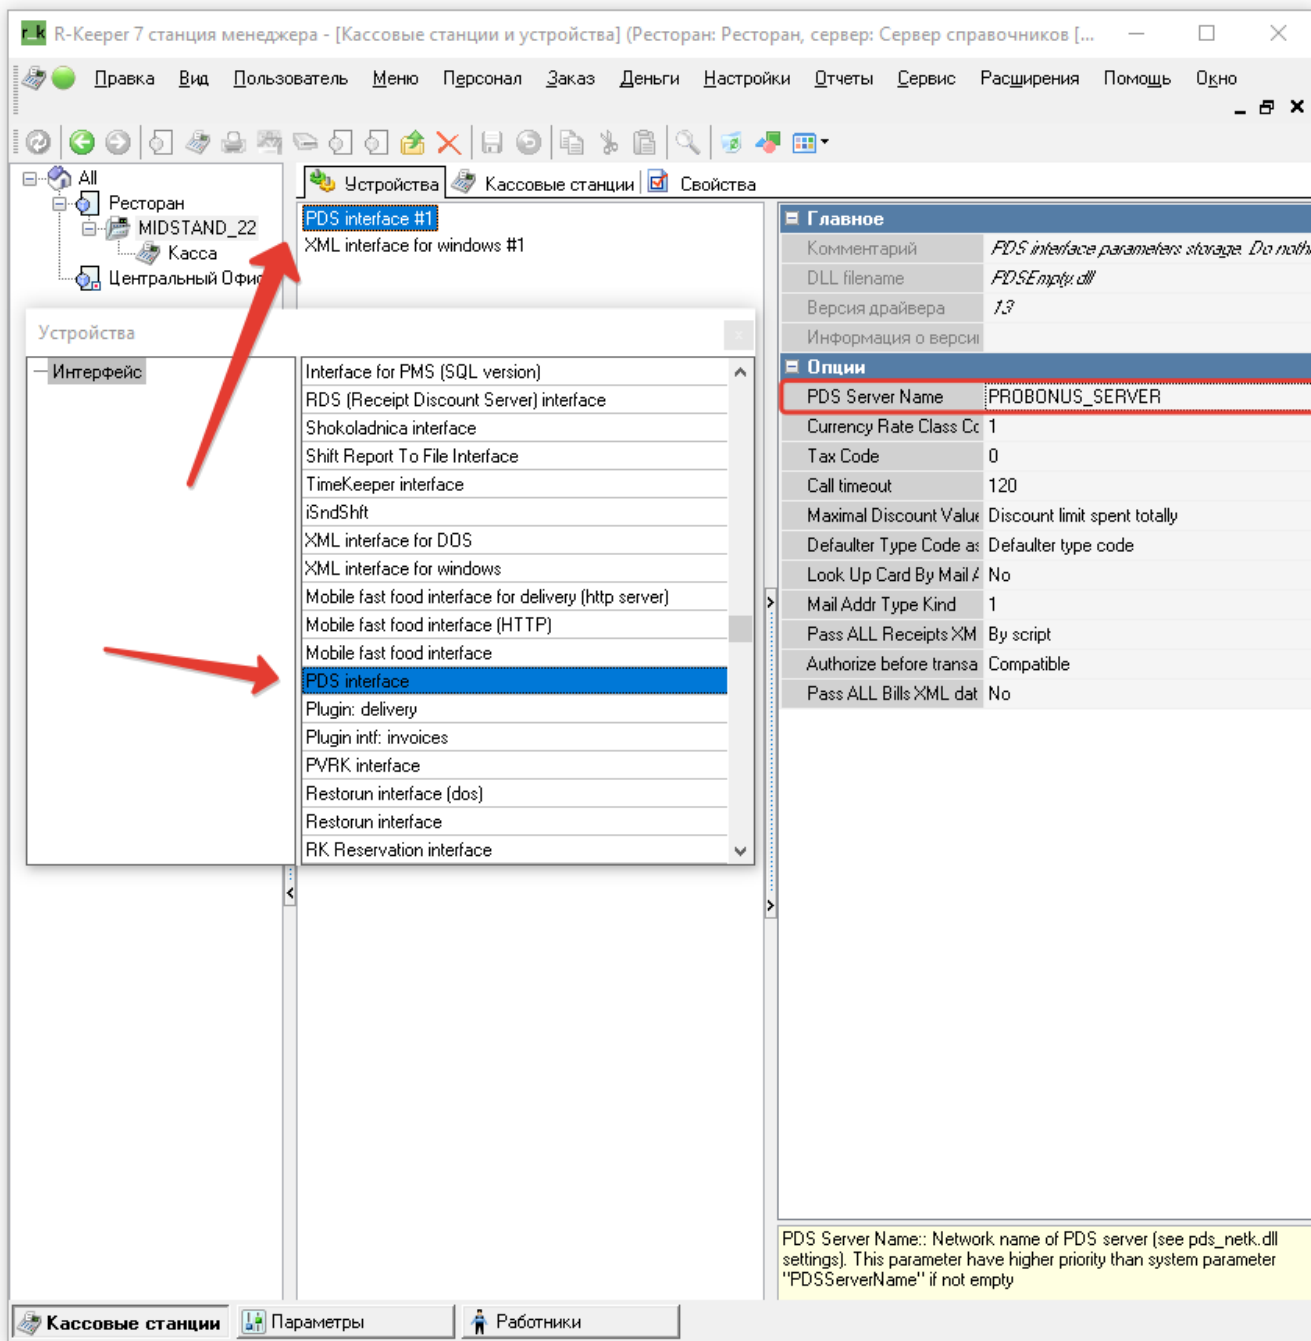 r_k R-Keeper 7 станция менеджера - [Кассовые станции и устройства] (Ресторан: Ресторан, сервер: Сервер справочников [...
Правка Вид Пользователь Меню Персонал Заказ Деньги Настройки Отчеты Сервис Расширения Помощь Окно
All
Ресторан
MIDSTAND_22
Касса
Центральный Офис
Устройства Кассовые станции Свойства
PDS interface #1
XML interface for windows #1
Устройства
Интерфейс
Interface for PMS (SQL version)
RDS (Receipt Discount Server) interface
Shokoladnica interface
Shift Report To File Interface
TimeKeeper interface
iSndShft
XML interface for DOS
XML interface for windows
Mobile fast food interface for delivery (http server)
Mobile fast food interface (HTTP)
Mobile fast food interface
PDS interface
Plugin: delivery
Plugin intf: invoices
PVRK interface
Restorun interface (dos)
Restorun interface
RK Reservation interface
Главное
Комментарий PDS interface parameters storage. Do noth
DLL filename PDSEmpty.dll
Версия драйвера 1.3
Информация о версии
Опции
PDS Server Name PROBONUS_SERVER
Currency Rate Class Cc 1
Tax Code 0
Call timeout 120
Maximal Discount Value Discount limit spent totally
Defaulter Type Code as Defaulter type code
Look Up Card By Mail A No
Mail Addr Type Kind 1
Pass ALL Receipts XM By script
Authorize before transa Compatible
Pass ALL Bills XML dat No
PDS Server Name:: Network name of PDS server (see pds_netk.dll
settings). This parameter have higher priority than system parameter
"PDSServerName" if not empty
Кассовые станции Параметры Работники